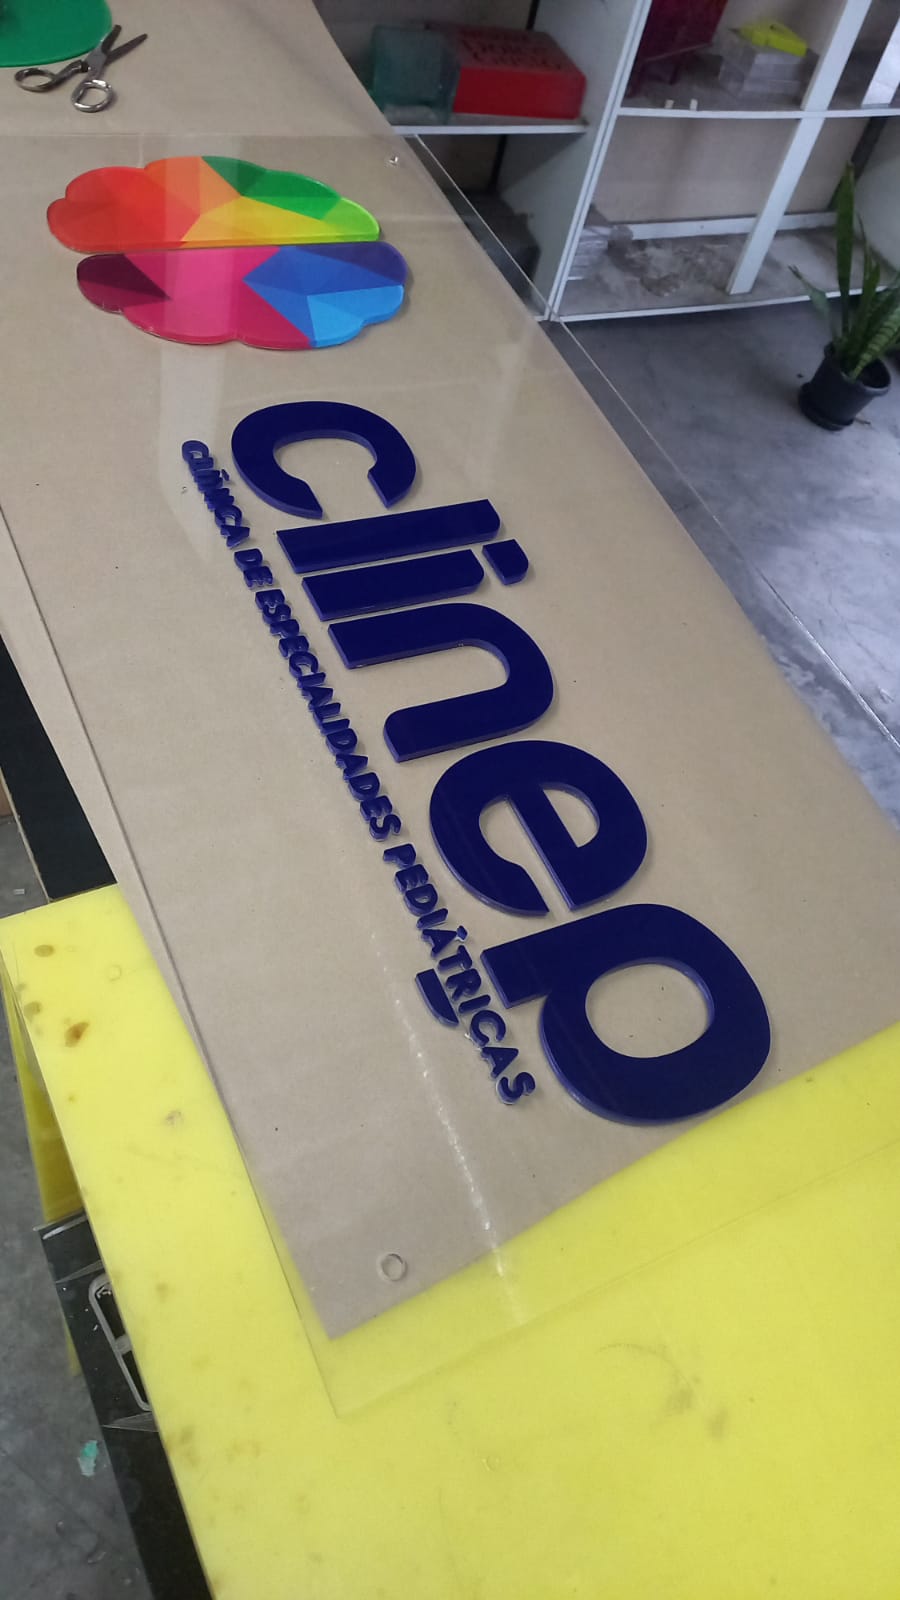 clinep
CLÍNICA DE ESPECIALIDADES PEDIÁTRICAS